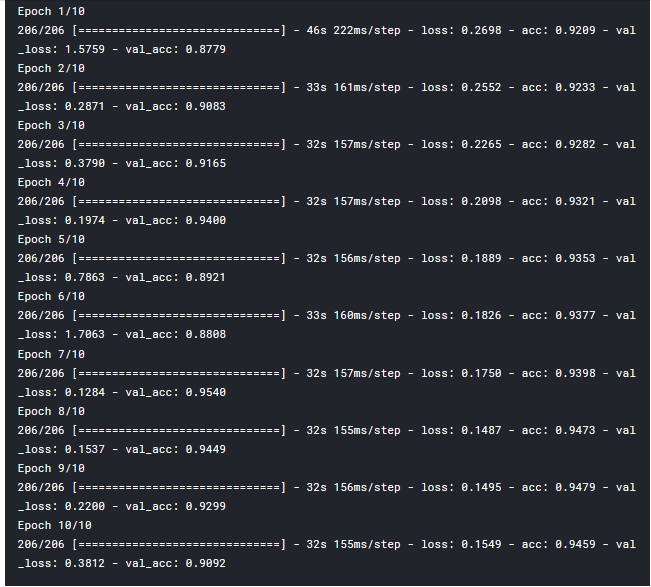 Epoch 1/10
206/206 [==============================] - 46s 222ms/step - loss: 0.2698 - acc: 0.9209 - val
_loss: 1.5759 - val_acc: 0.8779
Epoch 2/10
206/206 [==============================] - 33s 161ms/step - loss: 0.2552 - acc: 0.9233 - val
_loss: 0.2871 - val_acc: 0.9083
Epoch 3/10
206/206 [==============================] - 32s 157ms/step - loss: 0.2265 - acc: 0.9282 - val
_loss: 0.3790 - val_acc: 0.9165
Epoch 4/10
206/206 [==============================] - 32s 157ms/step - loss: 0.2098 - acc: 0.9321 - val
_loss: 0.1974 - val_acc: 0.9400
Epoch 5/10
206/206 [==============================] - 32s 156ms/step - loss: 0.1889 - acc: 0.9353 - val
_loss: 0.7863 - val_acc: 0.8921
Epoch 6/10
206/206 [==============================] - 33s 160ms/step - loss: 0.1826 - acc: 0.9377 - val
_loss: 1.7063 - val_acc: 0.8808
Epoch 7/10
206/206 [==============================] - 32s 157ms/step - loss: 0.1750 - acc: 0.9398 - val
_loss: 0.1284 - val_acc: 0.9540
Epoch 8/10
206/206 [==============================] - 32s 155ms/step - loss: 0.1487 - acc: 0.9473 - val
_loss: 0.1537 - val_acc: 0.9449
Epoch 9/10
206/206 [==============================] - 32s 156ms/step - loss: 0.1495 - acc: 0.9479 - val
_loss: 0.2200 - val_acc: 0.9299
Epoch 10/10
206/206 [==============================] - 32s 155ms/step - loss: 0.1549 - acc: 0.9459 - val
_loss: 0.3812 - val_acc: 0.9092